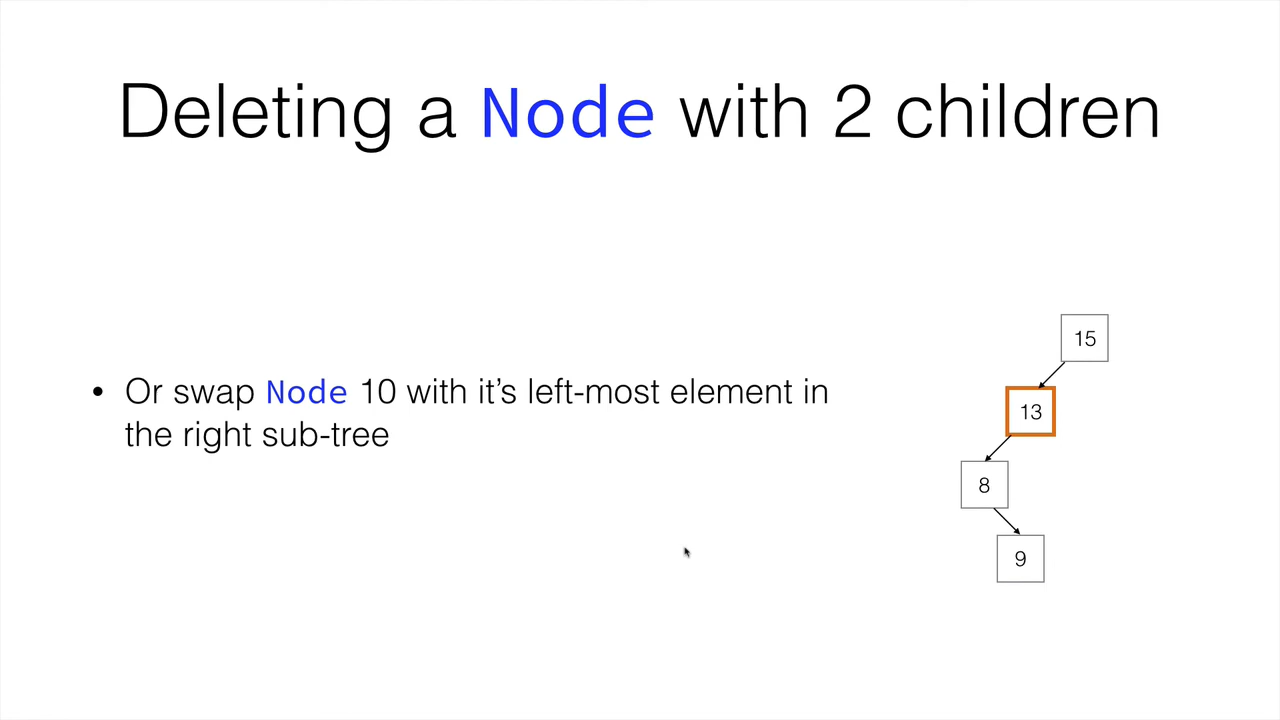 Deleting a Node with 2 children
• Or swap Node 10 with it’s left-most element in
the right sub-tree
15
13
8
9